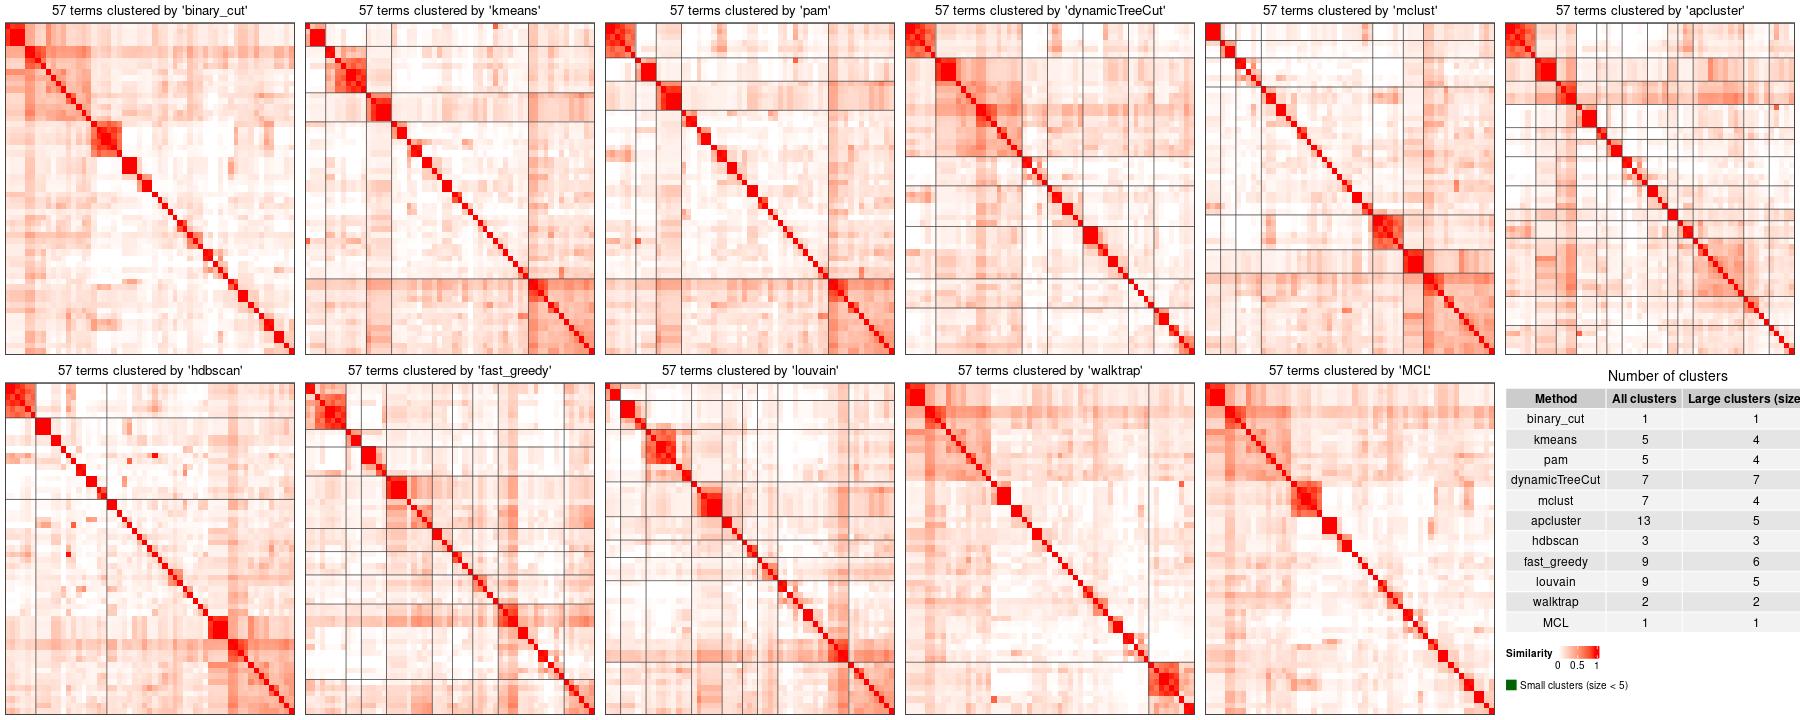 57 terms clustered by 'binary_cut'
57 terms clustered by 'kmeans'
57 terms clustered by 'pam'
57 terms clustered by 'dynamicTreeCut'
57 terms clustered by 'mclust'
57 terms clustered by 'apcluster'
57 terms clustered by 'hdbscan'
57 terms clustered by 'fast_greedy'
57 terms clustered by 'louvain'
57 terms clustered by 'walktrap'
57 terms clustered by 'MCL'
Number of clusters
Method All clusters Large clusters (size
binary_cut 1 1
kmeans 5 4
pam 5 4
dynamicTreeCut 7 7
mclust 7 4
apcluster 13 5
hdbscan 3 3
fast_greedy 9 6
louvain 9 5
walktrap 2 2
MCL 1 1
Similarity
0 0.5 1
Small clusters (size < 5)